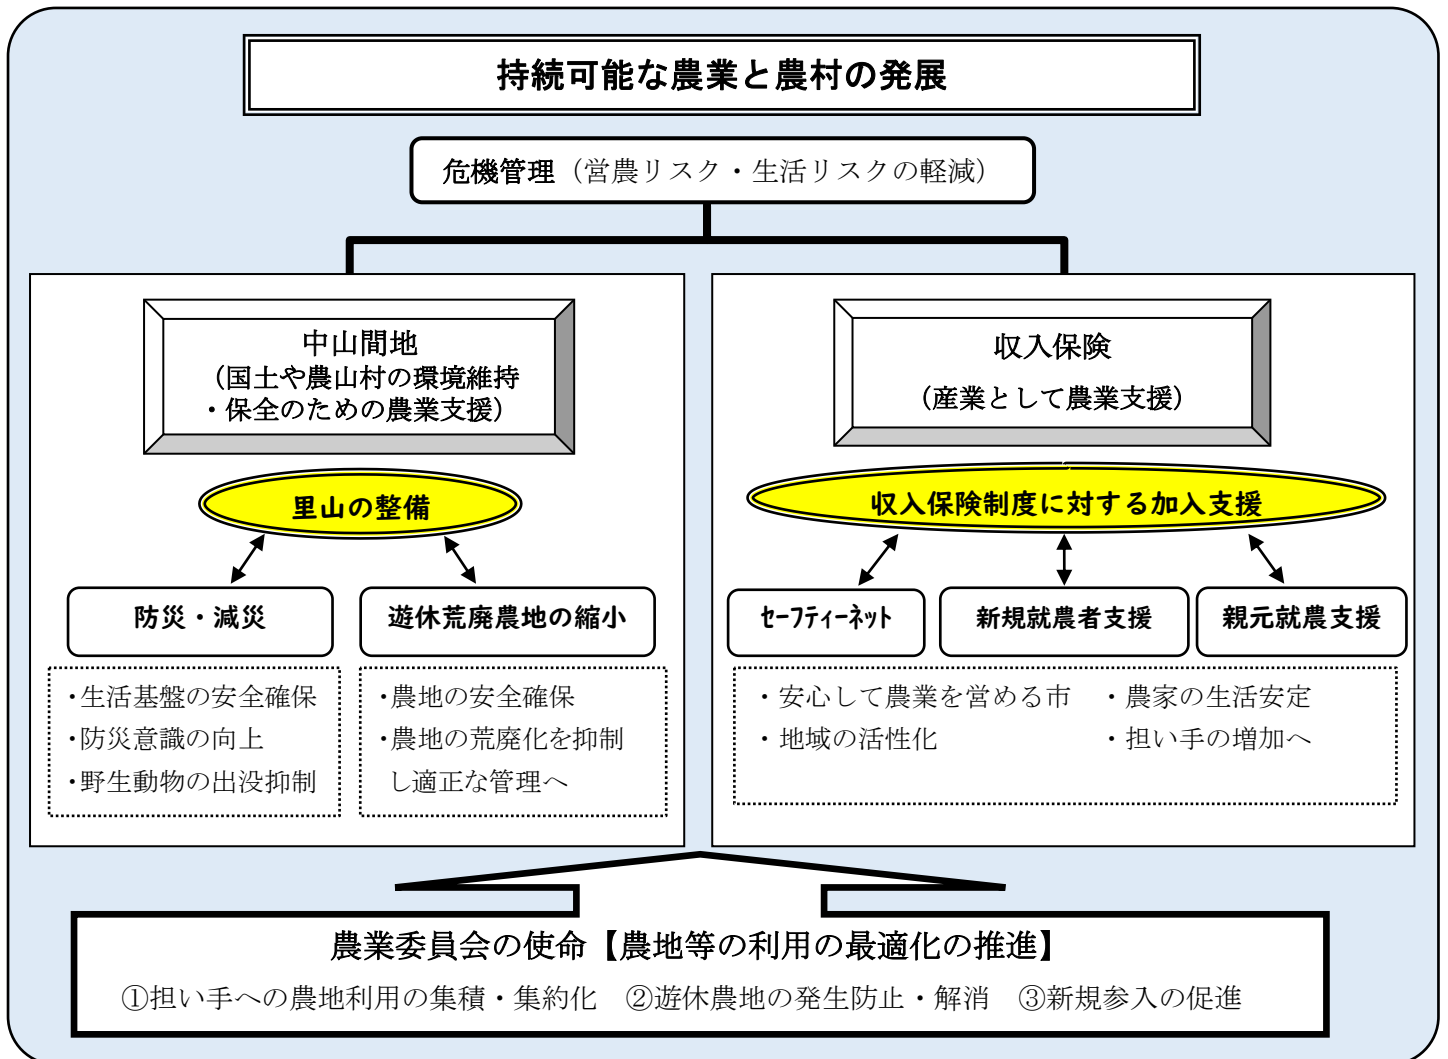 持続可能な農業と農村の発展
危機管理（営農リスク・生活リスクの軽減）
中山間地
（国土や農山村の環境維持
・保全のための農業支援）
里山の整備
防災・減災
遊休荒廃農地の縮小
・生活基盤の安全確保
・防災意識の向上
・野生動物の出没抑制
・農地の安全確保
・農地の荒廃化を抑制
し適正な管理へ
収入保険
（産業として農業支援）
収入保険制度に対する加入支援
ｾｰﾌﾃｨｰﾈｯﾄ
新規就農者支援
親元就農支援
・安心して農業を営める市　・農家の生活安定
・地域の活性化　・担い手の増加へ
農業委員会の使命【農地等の利用の最適化の推進】
①担い手への農地利用の集積・集約化　②遊休農地の発生防止・解消　③新規参入の促進